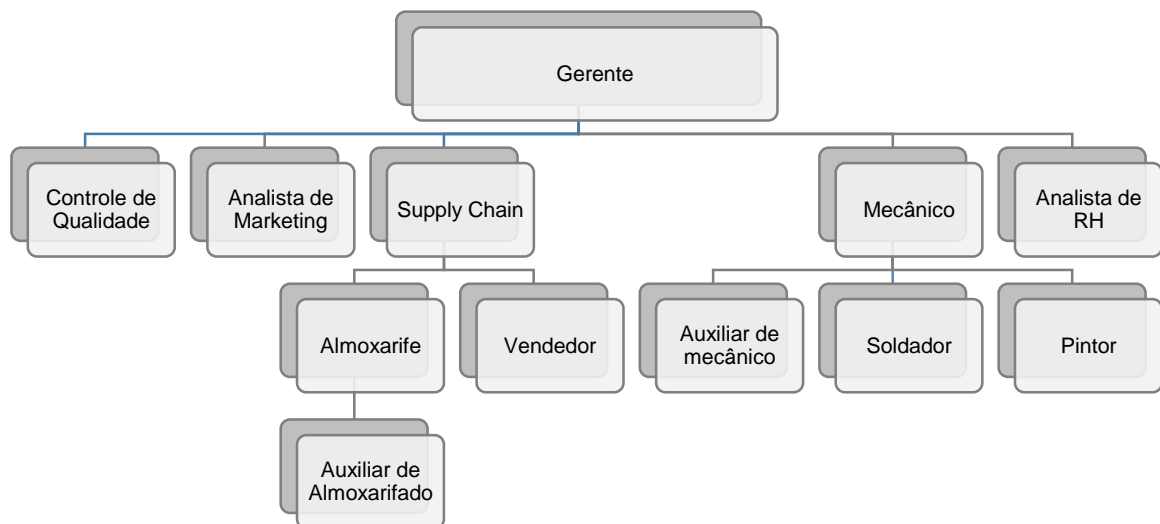 Gerente
Controle de
Qualidade
Analista de
Marketing
Supply Chain
Mecânico
Analista de
RH
Almoxarife
Vendedor
Auxiliar de
mecânico
Soldador
Pintor
Auxiliar de
Almoxarifado